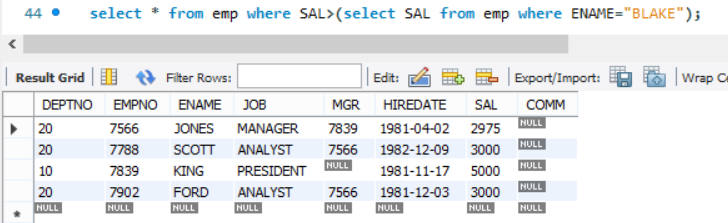 44 select * from emp where SAL>(select SAL from emp where ENAME="BLAKE");
<
Result Grid Filter Rows: Edit: Export/Import: Wrap Ce
DEPTNO EMPNO ENAME JOB MGR HIREDATE SAL COMM
20 7566 JONES MANAGER 7839 1981-04-02 2975 NULL
20 7788 SCOTT ANALYST 7566 1982-12-09 3000 NULL
10 7839 KING PRESIDENT NULL 1981-11-17 5000 NULL
20 7902 FORD ANALYST 7566 1981-12-03 3000 NULL
* NULL NULL NULL NULL NULL NULL NULL NULL